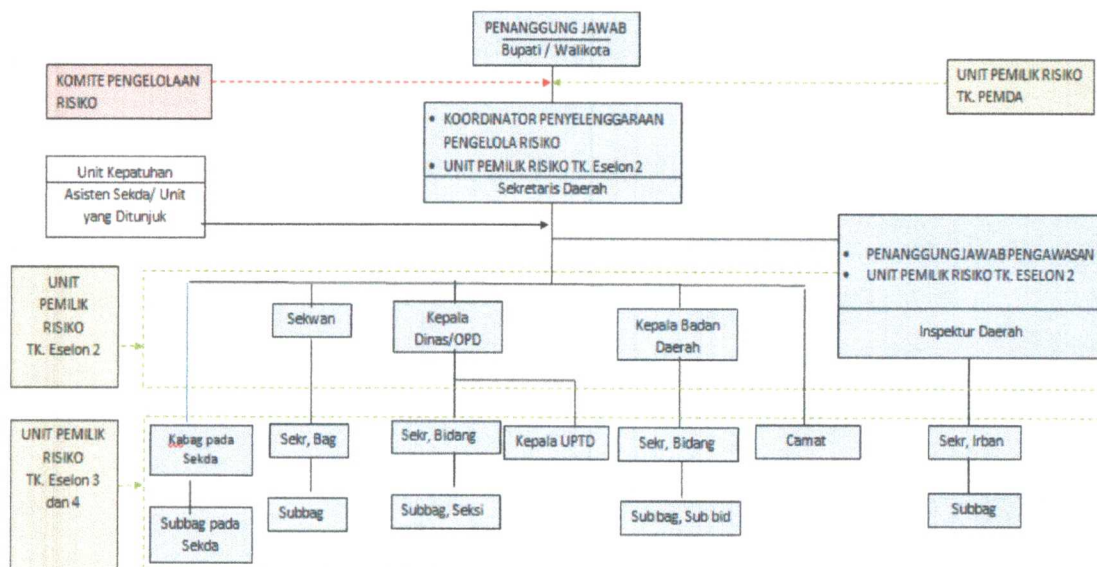 PENANGGUNG JAWAB
Bupati / Walikota
KOMITE PENGELOLAAN
RISIKO
UNIT PEMILIK RISIKO
TK. PEMDA
• KOORDINATOR PENYELENGGARAAN
PENGELOLA RISIKO
• UNIT PEMILIK RISIKO TK. Eselon 2
Sekretaris Daerah
Unit Kepatuhan
Asisten Sekda/ Unit
yang Ditunjuk
• PENANGGUNGJAWAB PENGAWASAN
• UNIT PEMILIK RISIKO TK. ESELON 2
Inspektur Daerah
UNIT
PEMILIK
RISIKO
TK. Eselon 2
Sekwan
Kepala
Dinas/OPD
Kepala Badan
Daerah
UNIT PEMILIK
RISIKO
TK. Eselon 3
dan 4
Kabag pada
Sekda
Sekr, Bag
Sekr, Bidang
Kepala UPTD
Sekr, Bidang
Camat
Sekr, Irban
Subbag pada
Sekda
Subbag
Subbag, Seksi
Subbag, Sub bid
Subbag